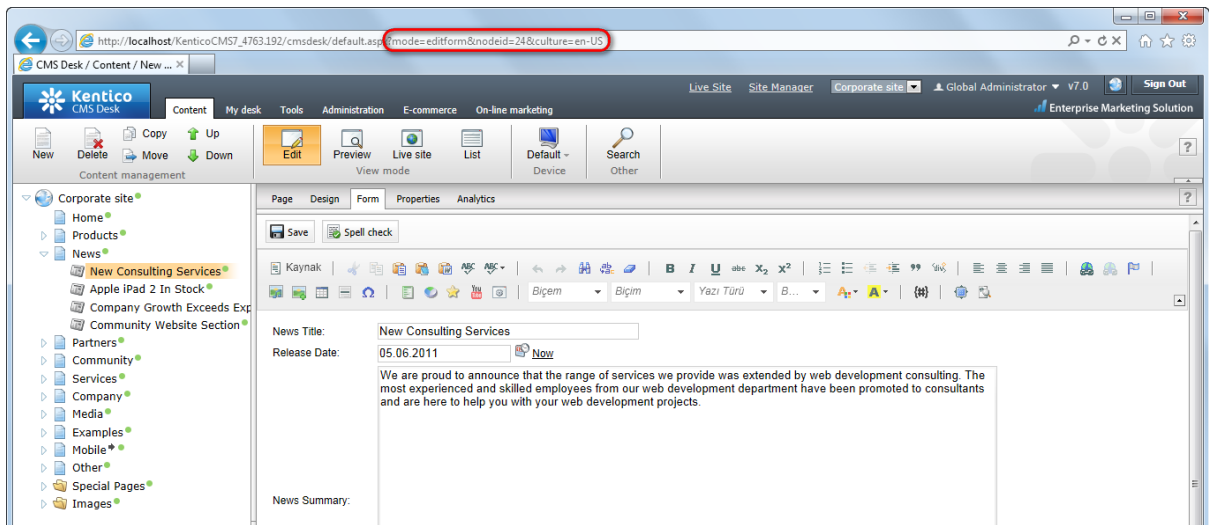 http://localhost/KenticoCMS7_4763.192/cmsdesk/default.asp?mode=editform&nodeid=24&culture=en-US
CMS Desk / Content / New ...
Kentico
CMS Desk
Live Site Site Manager Corporate site Global Administrator v7.0 Sign Out
Content My desk Tools Administration E-commerce On-line marketing
Enterprise Marketing Solution
New Delete Copy Move Up Down
Content management
Edit Preview Live site List
View mode
Default
Device
Search
Other
?
Corporate site
Home
Products
News
New Consulting Services
Apple iPad 2 In Stock
Company Growth Exceeds Exp
Community Website Section
Partners
Community
Services
Company
Media
Examples
Mobile
Other
Special Pages
Images
Page Design Form Properties Analytics
?
Save Spell check
Kaynak
Biçem Biçim Yazı Türü B...
News Title: New Consulting Services
Release Date: 05.06.2011 Now
We are proud to announce that the range of services we provide was extended by web development consulting. The
most experienced and skilled employees from our web development department have been promoted to consultants
and are here to help you with your web development projects.
News Summary: